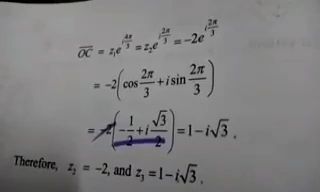 OC = z₁e^(i4π/3) = z₂e^(i2π/3) = −2e^(i2π/3)
= −2(cos 2π/3 + i sin 2π/3)
= −2(−1/2 + i √3/2) = 1−i√3 .
Therefore, z₂ = −2, and z₃ = 1−i√3 .